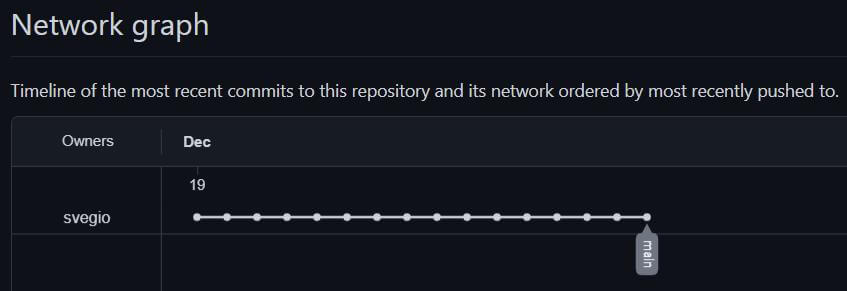 Network graph
Timeline of the most recent commits to this repository and its network ordered by most recently pushed to.
Owners Dec
19
svegio
main